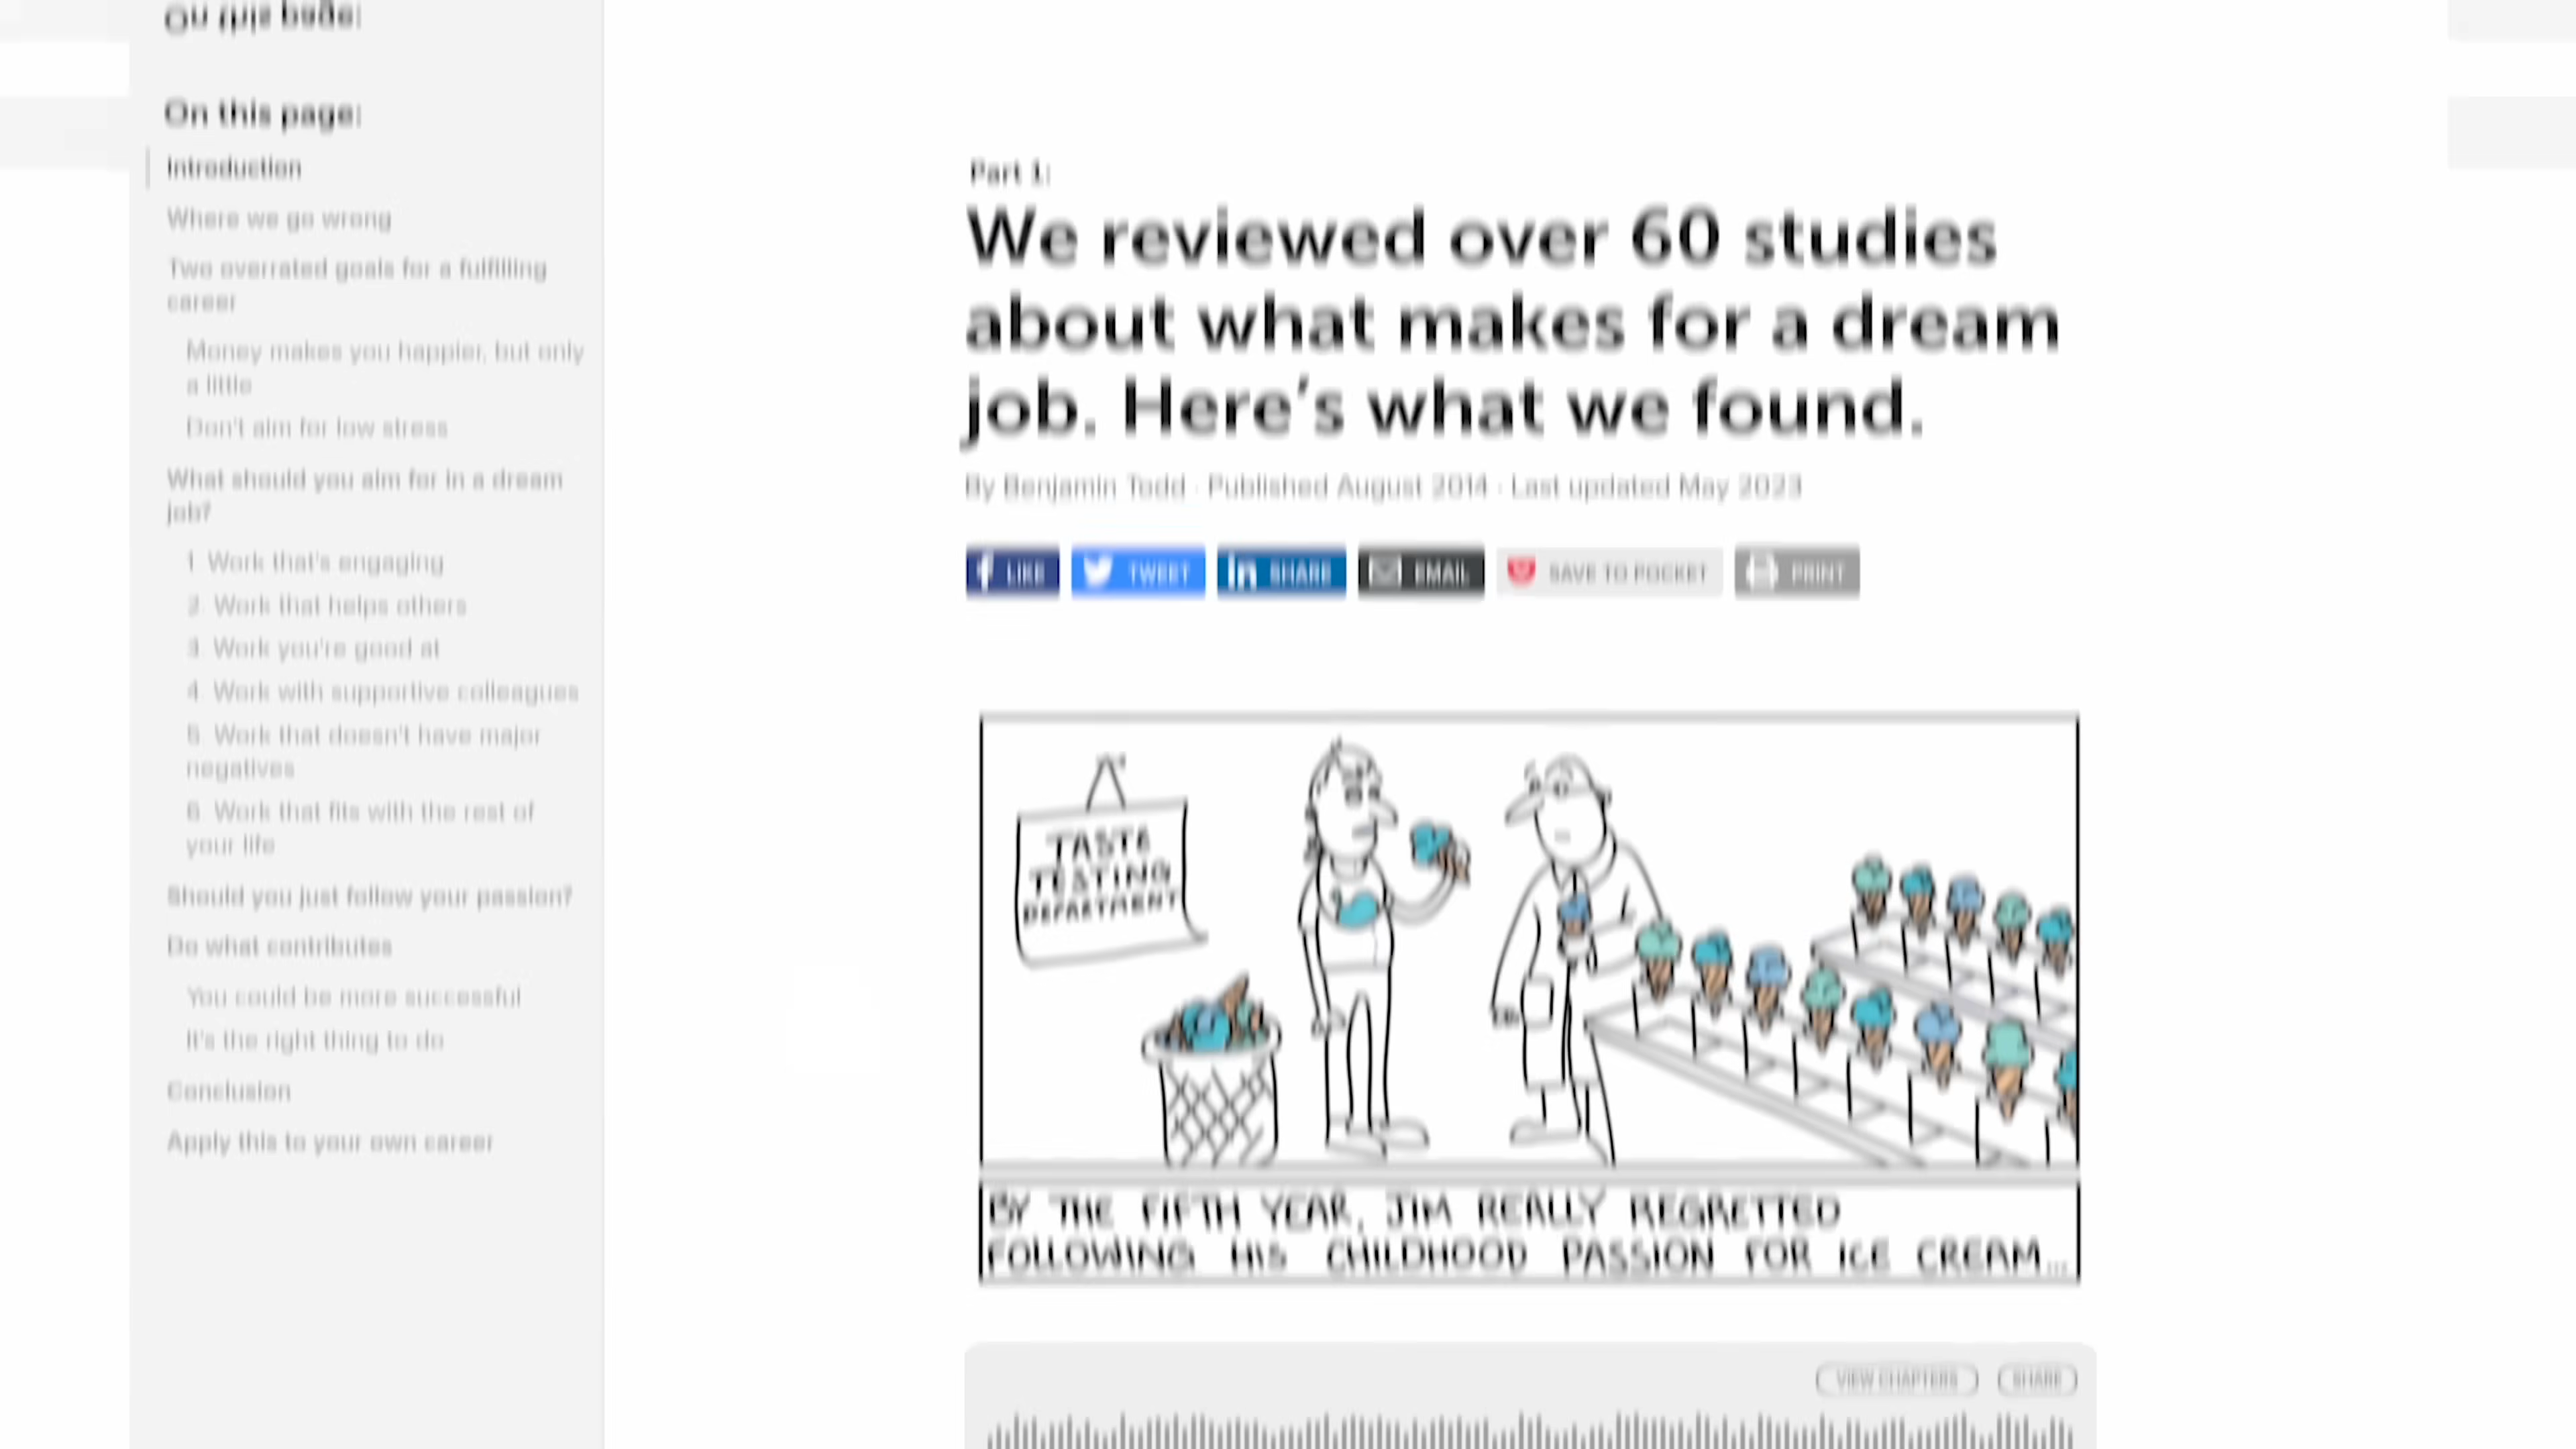 On this page:
On this page:
Introduction
Where we go wrong
Two overrated goals for a fulfilling
career
Money makes you happier, but only
a little
Don't aim for low stress
What should you aim for in a dream
job?
1 Work that's engaging
2 Work that helps others
3 Work you're good at
4 Work with supportive colleagues
5 Work that doesn't have major
negatives
6 Work that fits with the rest of
your life
Should you just follow your passion?
Do what contributes
You could be more successful
It's the right thing to do
Conclusion
Apply this to your own career
Part 1:
We reviewed over 60 studies
about what makes for a dream
job. Here's what we found.
By Benjamin Todd · Published August 2014 · Last updated May 2023
LIKE TWEET SHARE EMAIL SAVE TO POCKET PRINT
TASTE
TESTING
DEPARTMENT
BY THE FIFTH YEAR, JIM REALLY REGRETTED
FOLLOWING HIS CHILDHOOD PASSION FOR ICE CREAM...
VIEW CHAPTERS SHARE